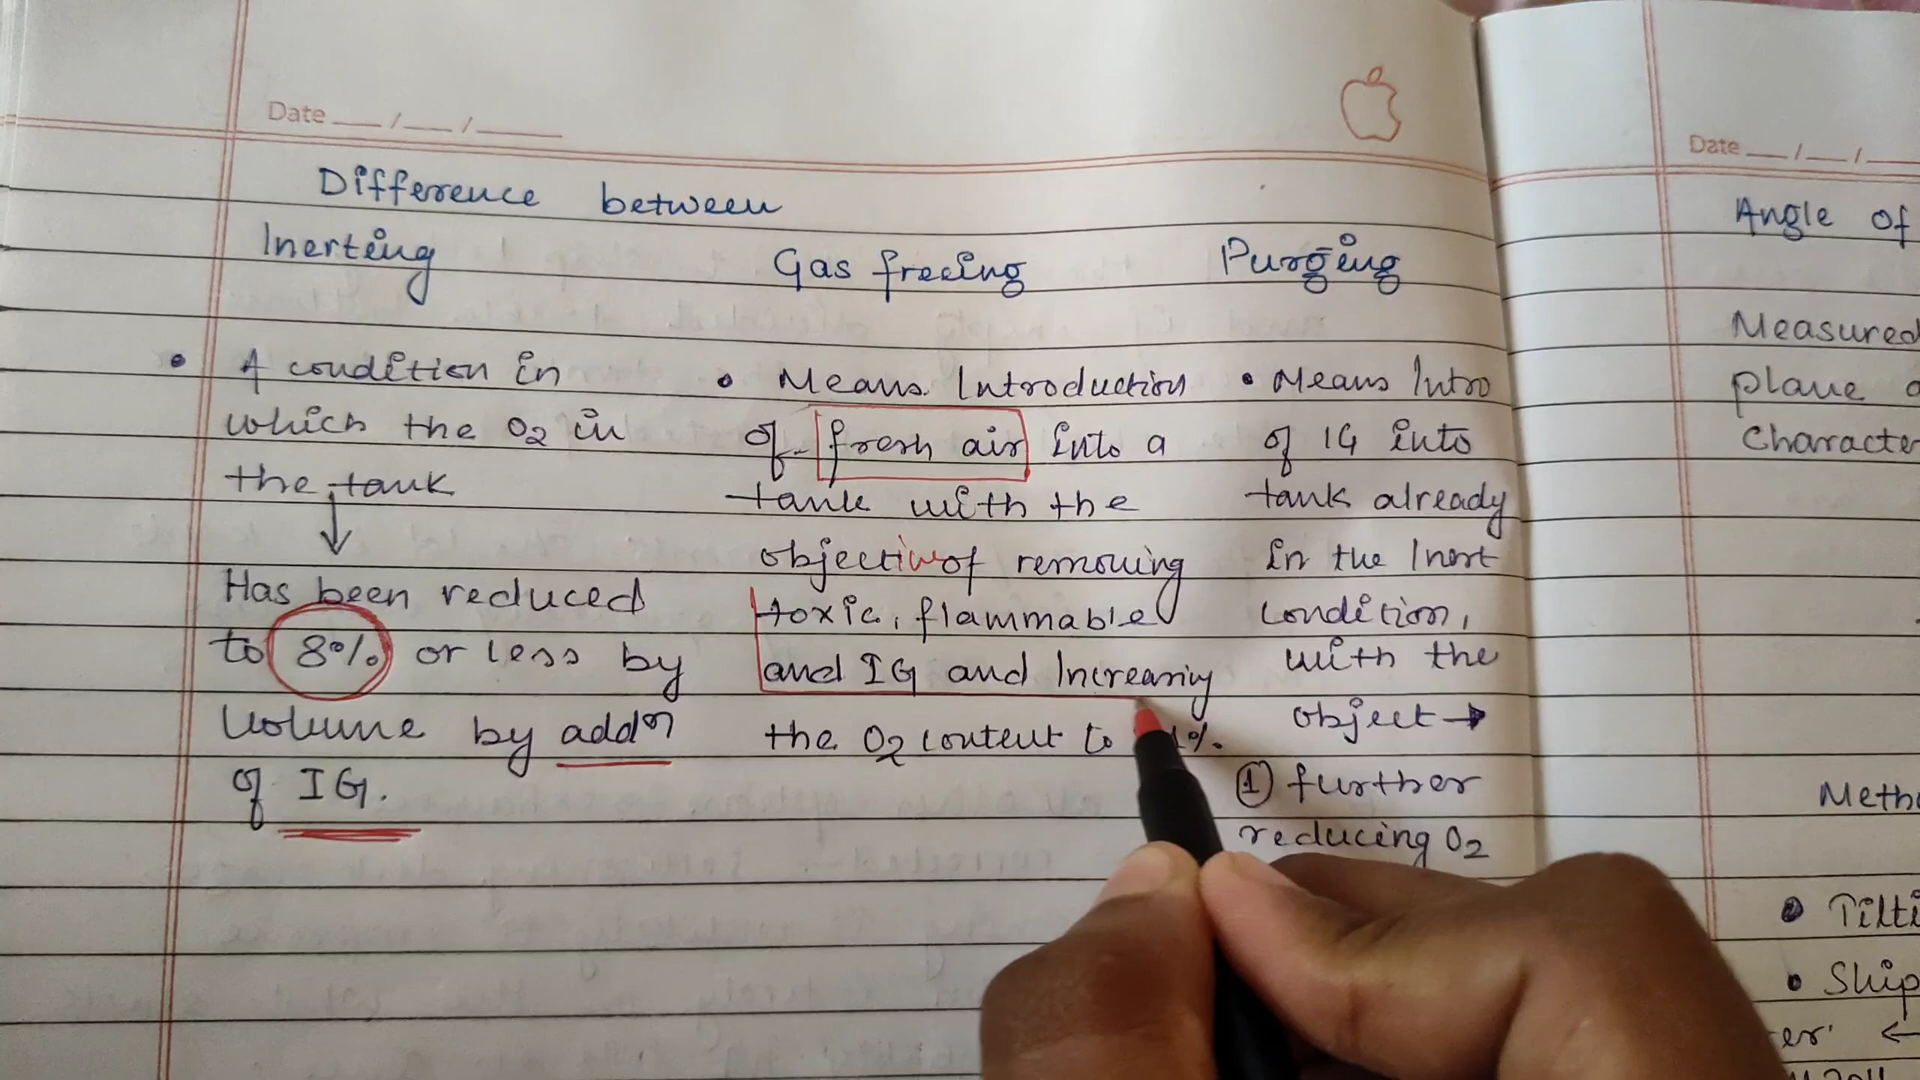 Date __/__/____
Difference between
Inerting
Gas freeing
Purging
• A condition in
which the O2 in
the tank
↓
Has been reduced
to 8% or less by
volume by addn
of IG.
• Means Introduction
of fresh air into a
tank with the
objective of removing
toxic, flammable
and IG and Increasing
the O2 content to 1%.
• Means Intro
of IG into
tank already
in the Inert
condition,
with the
object →
① further
reducing O2
Date __/__/
Angle of
Measured
plane
Character
Meth
• Tilti
• Ship
er ←